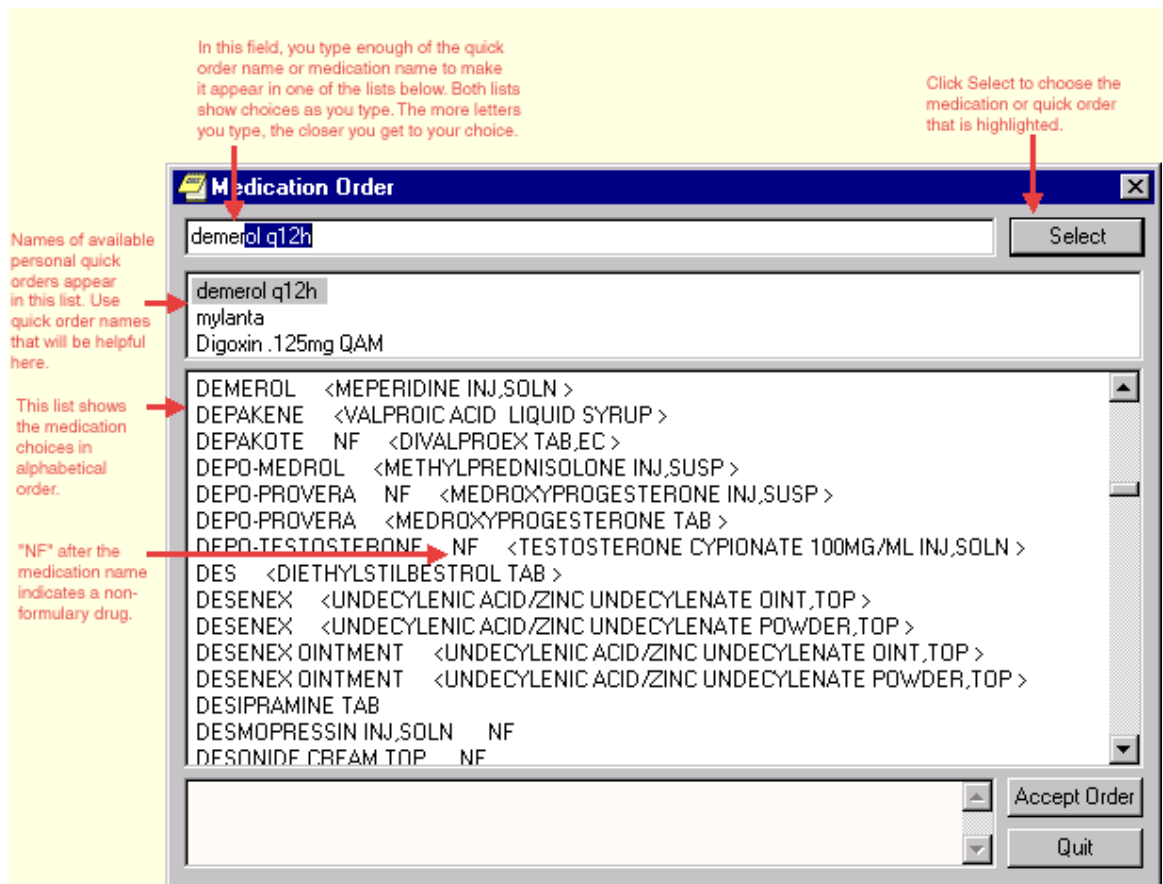 In this field, you type enough of the quick
order name or medication name to make
it appear in one of the lists below. Both lists
show choices as you type. The more letters
you type, the closer you get to your choice.
Click Select to choose the
medication or quick order
that is highlighted.
Medication Order
demerol q12h
Select
Names of available
personal quick
orders appear
in this list. Use
quick order names
that will be helpful
here.
demerol q12h
mylanta
Digoxin .125mg QAM
This list shows
the medication
choices in
alphabetical
order.
"NF" after the
medication name
indicates a non-
formulary drug.
DEMEROL <MEPERIDINE INJ,SOLN >
DEPAKENE <VALPROIC ACID LIQUID SYRUP >
DEPAKOTE NF <DIVALPROEX TAB,EC >
DEPO-MEDROL <METHYLPREDNISOLONE INJ,SUSP >
DEPO-PROVERA NF <MEDROXYPROGESTERONE INJ,SUSP >
DEPO-PROVERA <MEDROXYPROGESTERONE TAB >
DEPO-TESTOSTERONE NF <TESTOSTERONE CYPIONATE 100MG/ML INJ,SOLN >
DES <DIETHYLSTILBESTROL TAB >
DESENEX <UNDECYLENIC ACID/ZINC UNDECYLENATE OINT,TOP >
DESENEX <UNDECYLENIC ACID/ZINC UNDECYLENATE POWDER,TOP >
DESENEX OINTMENT <UNDECYLENIC ACID/ZINC UNDECYLENATE OINT,TOP >
DESENEX OINTMENT <UNDECYLENIC ACID/ZINC UNDECYLENATE POWDER,TOP >
DESIPRAMINE TAB
DESMOPRESSIN INJ,SOLN NF
DESONIDE CREAM TOP NF
Accept Order
Quit